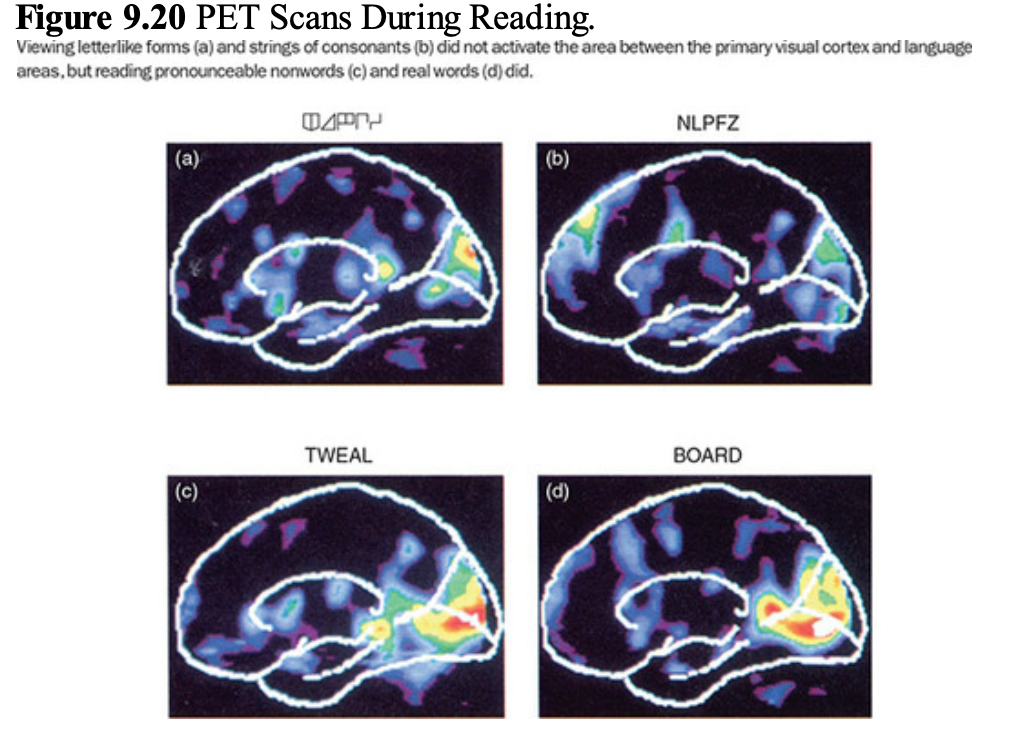 Figure 9.20 PET Scans During Reading.
Viewing letterlike forms (a) and strings of consonants (b) did not activate the area between the primary visual cortex and language
areas, but reading pronounceable nonwords (c) and real words (d) did.
NLPFZ
(a)
(b)
TWEAL
BOARD
(c)
(d)